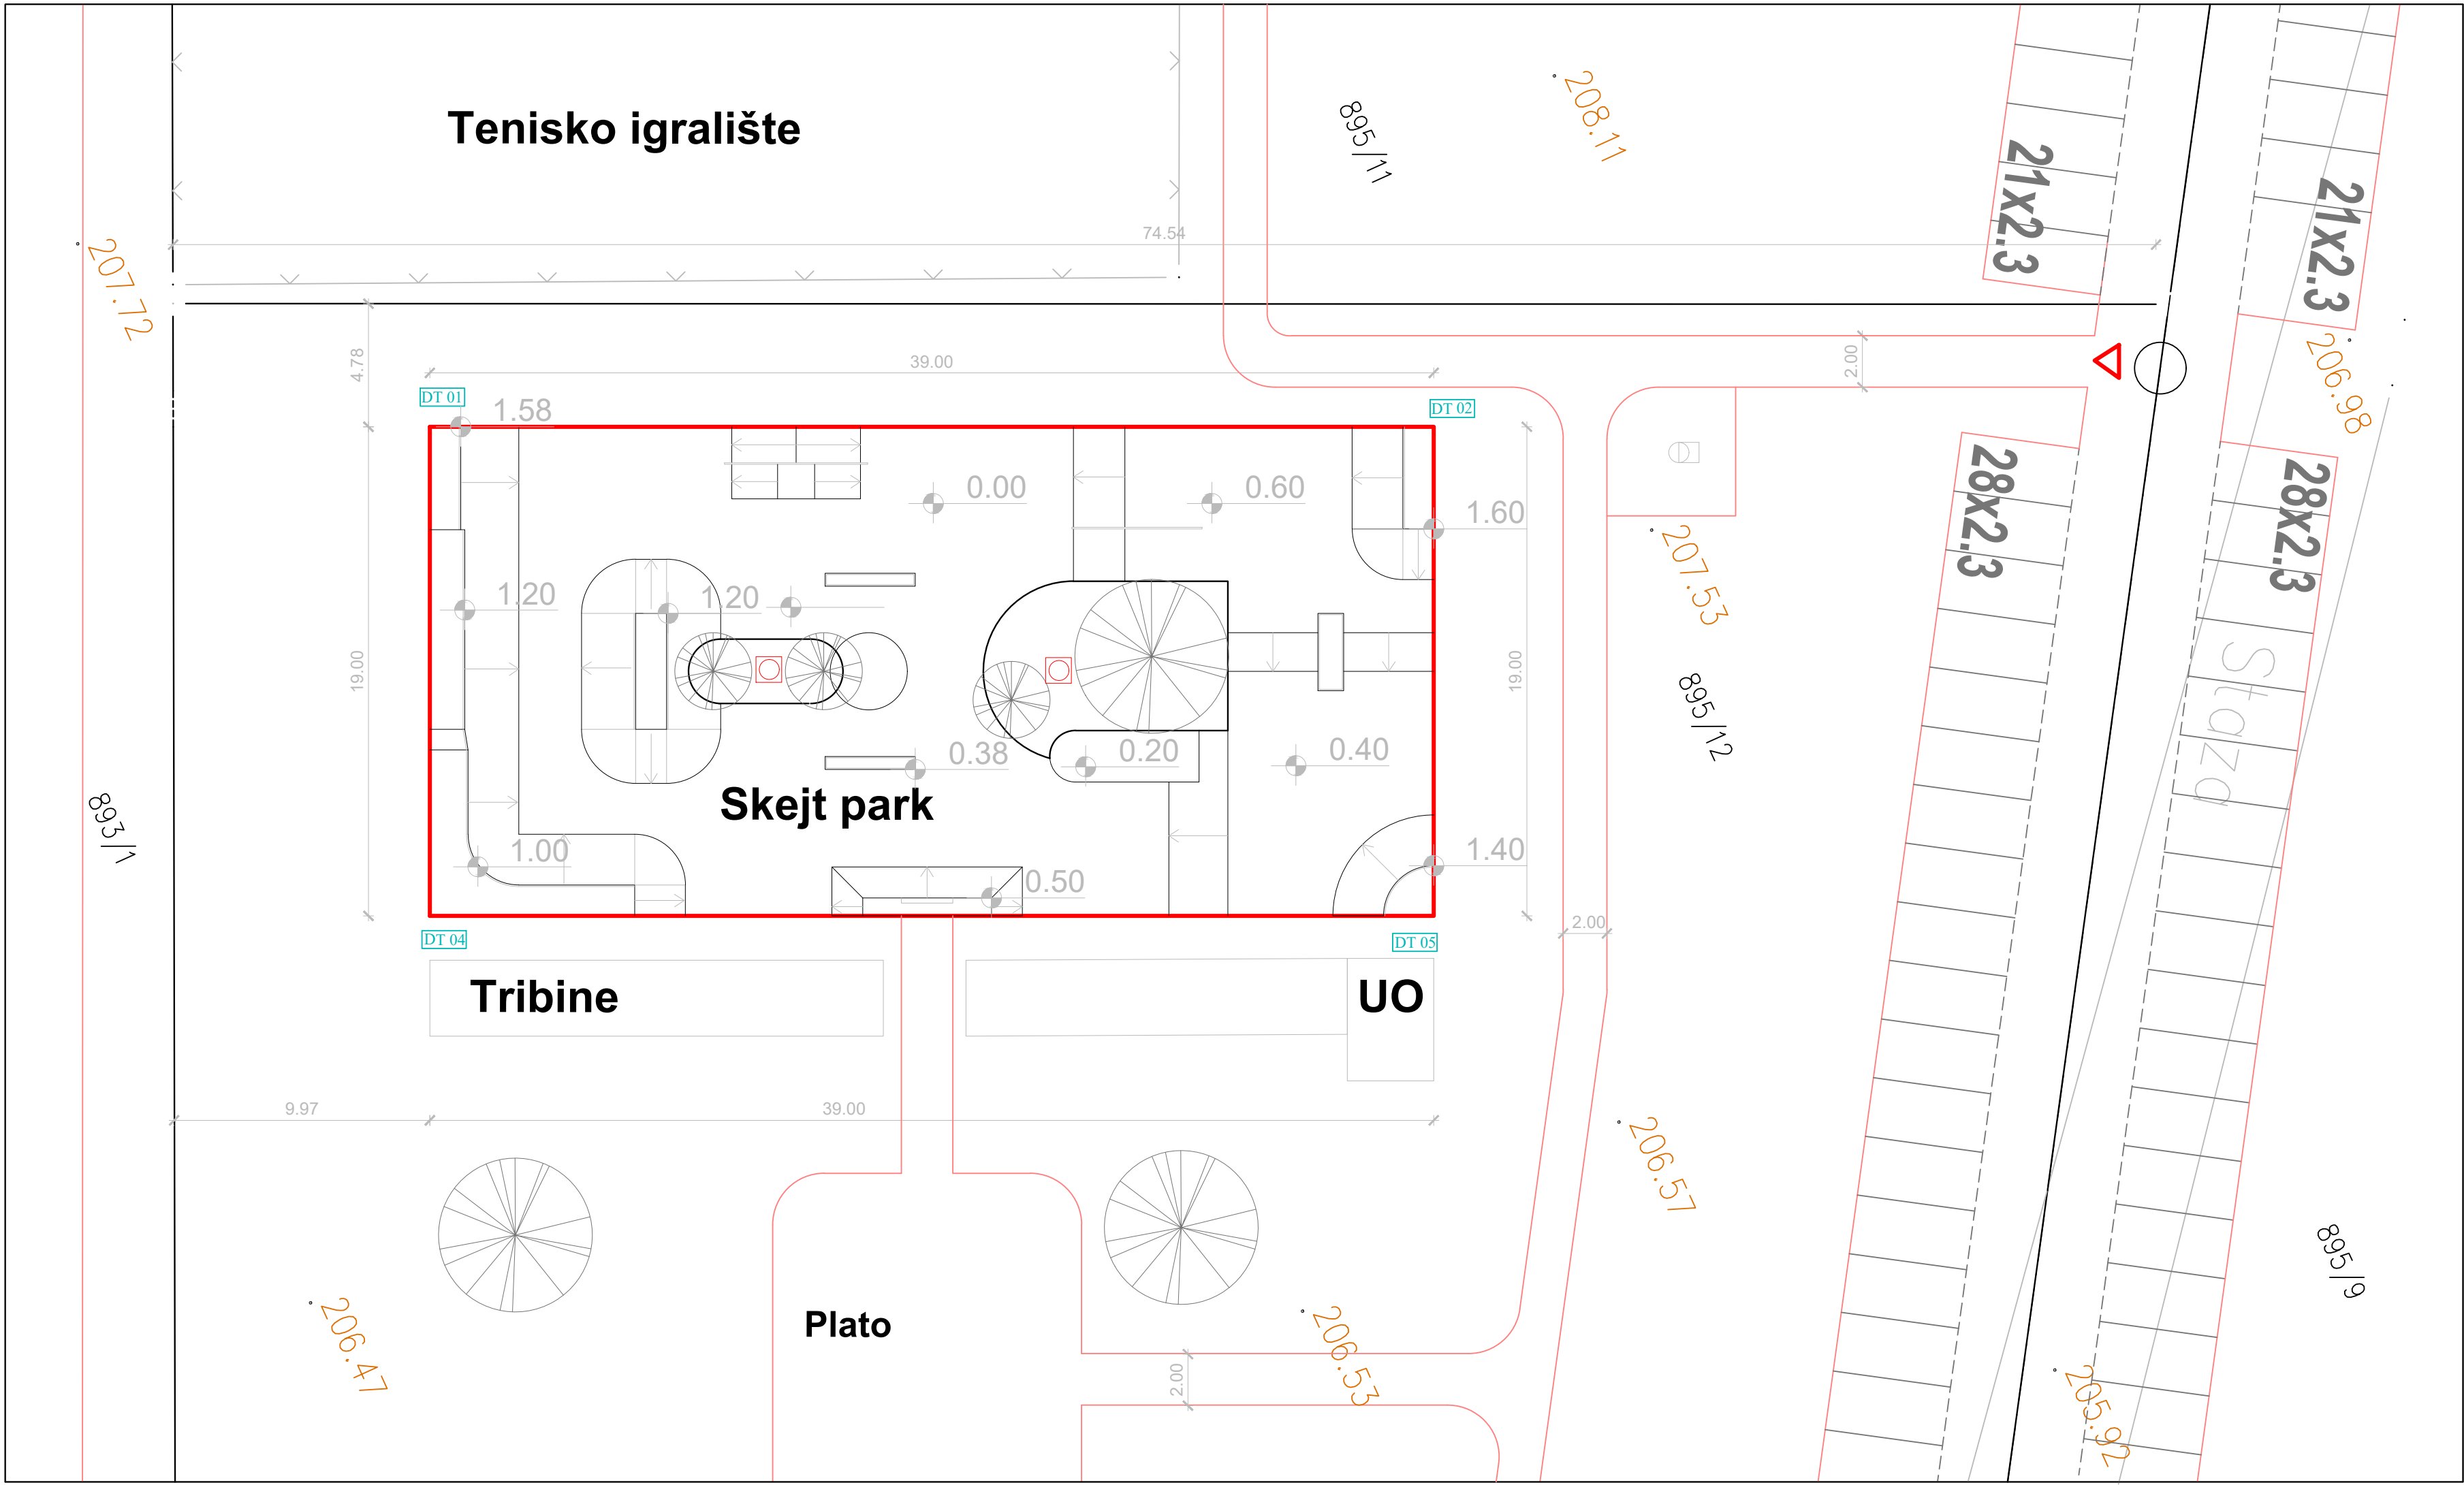 Tenisko igralište
895/11
208.11
21x2.3
21x2.3
74.54
207.72
4.78
39.00
2.00
206.98
DT 01
DT 02
1.58
0.00
0.60
1.60
28x2.3
28x2.3
207.53
1.20
1.20
19.00
19.00
Staza
895/12
0.38
0.20
0.40
Skejt park
893/1
1.00
0.50
1.40
2.00
DT 04
DT 05
Tribine
UO
9.97
39.00
206.57
895/9
Plato
206.47
206.53
2.00
205.92